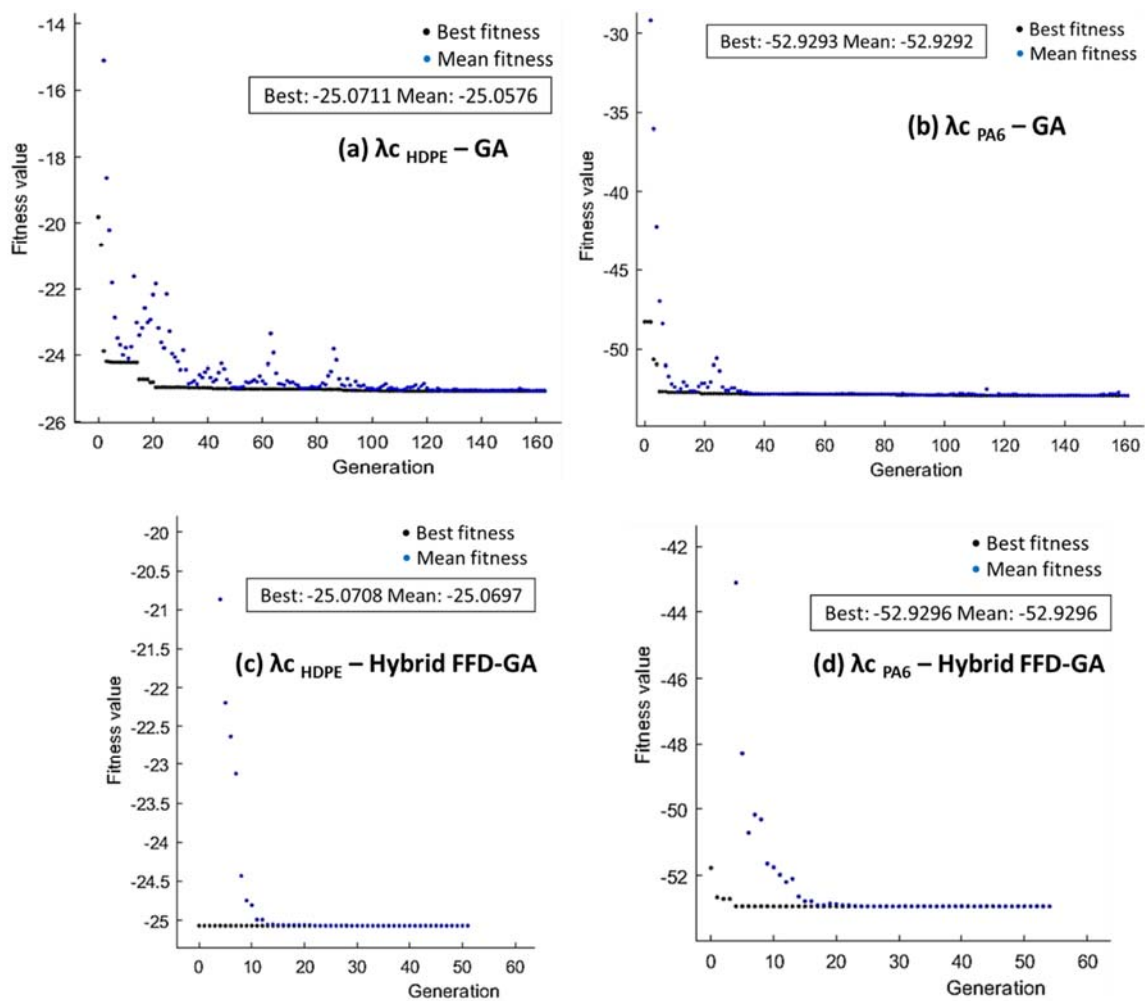 -14
-16
-18
-20
-22
-24
-26
Fitness value
Best fitness
Mean fitness
Best: -25.0711 Mean: -25.0576
(a) λc HDPE – GA
0 20 40 60 80 100 120 140 160
Generation
-30
-35
-40
-45
-50
Fitness value
Best: -52.9293 Mean: -52.9292
Best fitness
Mean fitness
(b) λc PA6 – GA
0 20 40 60 80 100 120 140 160
Generation
-20
-20.5
-21
-21.5
-22
-22.5
-23
-23.5
-24
-24.5
-25
Fitness value
Best fitness
Mean fitness
Best: -25.0708 Mean: -25.0697
(c) λc HDPE – Hybrid FFD-GA
0 10 20 30 40 50 60
Generation
-42
-44
-46
-48
-50
-52
Fitness value
Best fitness
Mean fitness
Best: -52.9296 Mean: -52.9296
(d) λc PA6 – Hybrid FFD-GA
0 10 20 30 40 50 60
Generation